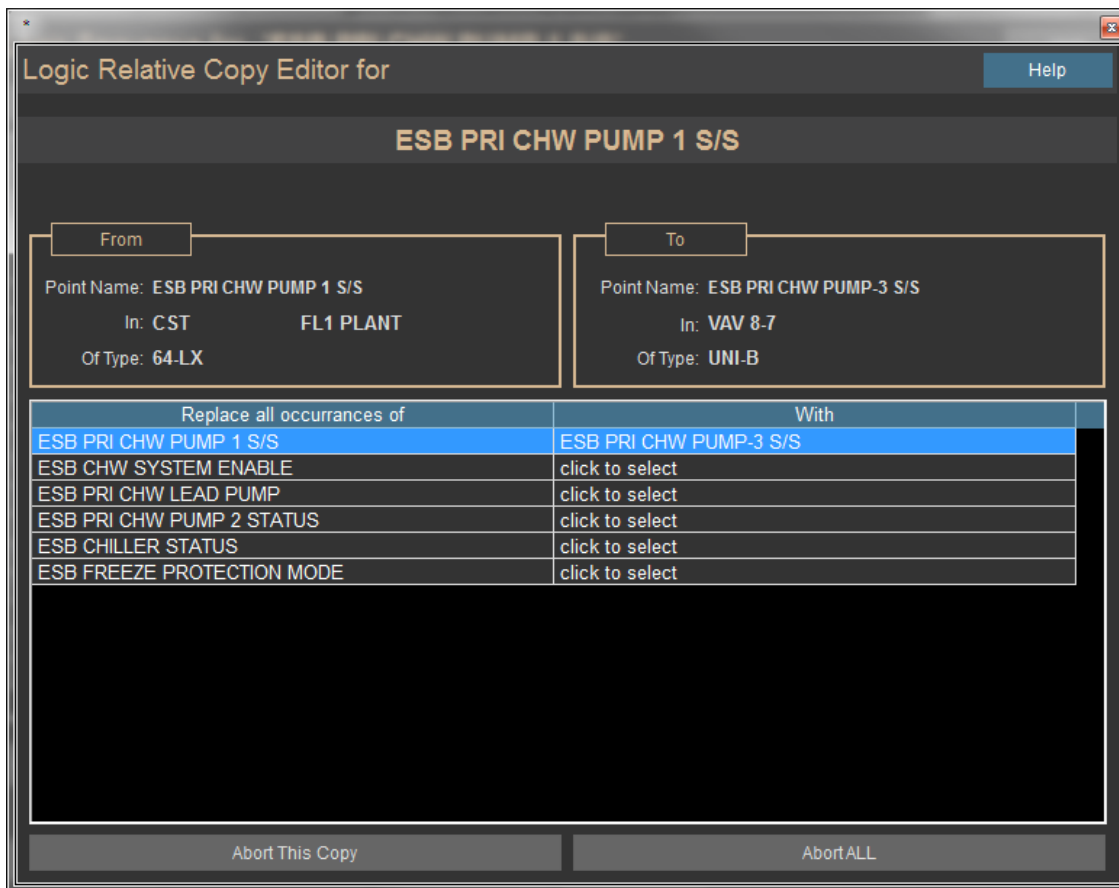 *
Logic Relative Copy Editor for
Help
ESB PRI CHW PUMP 1 S/S
From
Point Name: ESB PRI CHW PUMP 1 S/S
In: CST FL1 PLANT
Of Type: 64-LX
To
Point Name: ESB PRI CHW PUMP-3 S/S
In: VAV 8-7
Of Type: UNI-B
Replace all occurrances of With
ESB PRI CHW PUMP 1 S/S ESB PRI CHW PUMP-3 S/S
ESB CHW SYSTEM ENABLE click to select
ESB PRI CHW LEAD PUMP click to select
ESB PRI CHW PUMP 2 STATUS click to select
ESB CHILLER STATUS click to select
ESB FREEZE PROTECTION MODE click to select
Abort This Copy Abort ALL